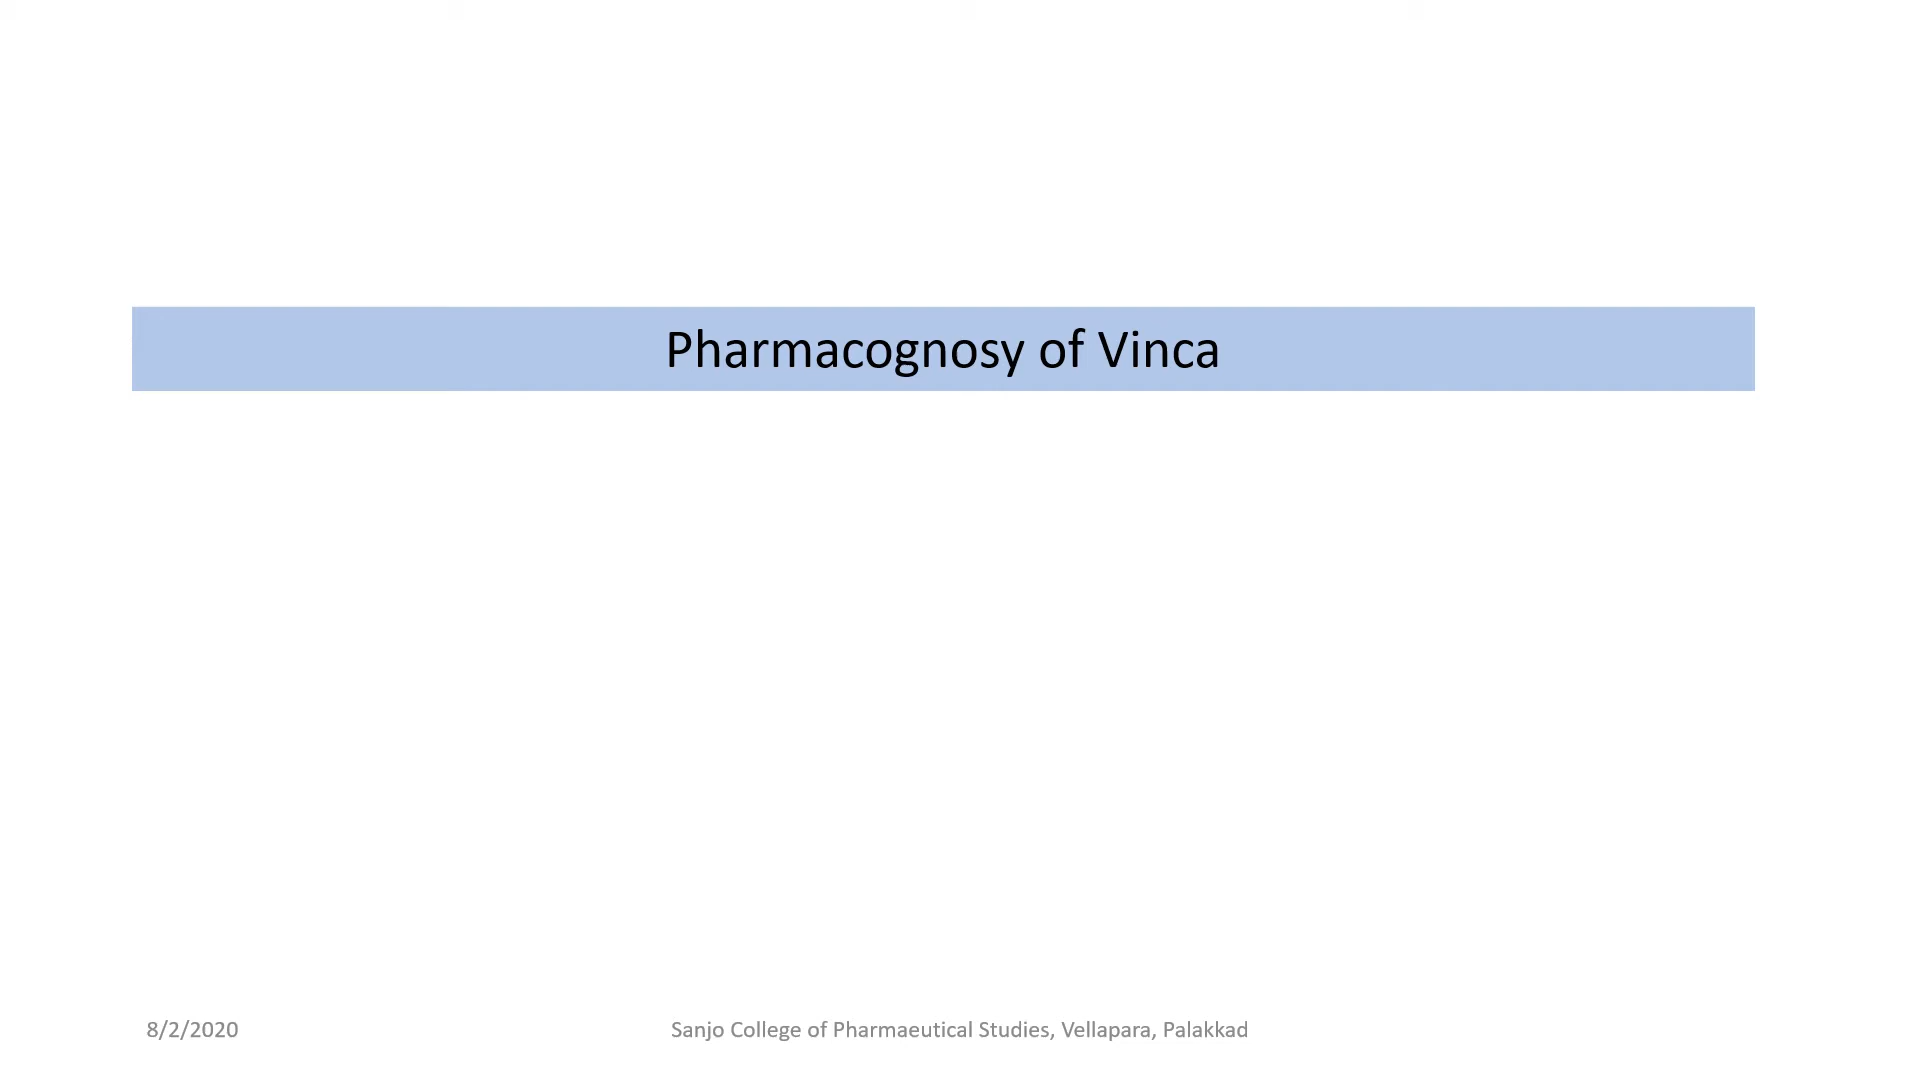 Pharmacognosy of Vinca
8/2/2020
Sanjo College of Pharmaeutical Studies, Vellapara, Palakkad